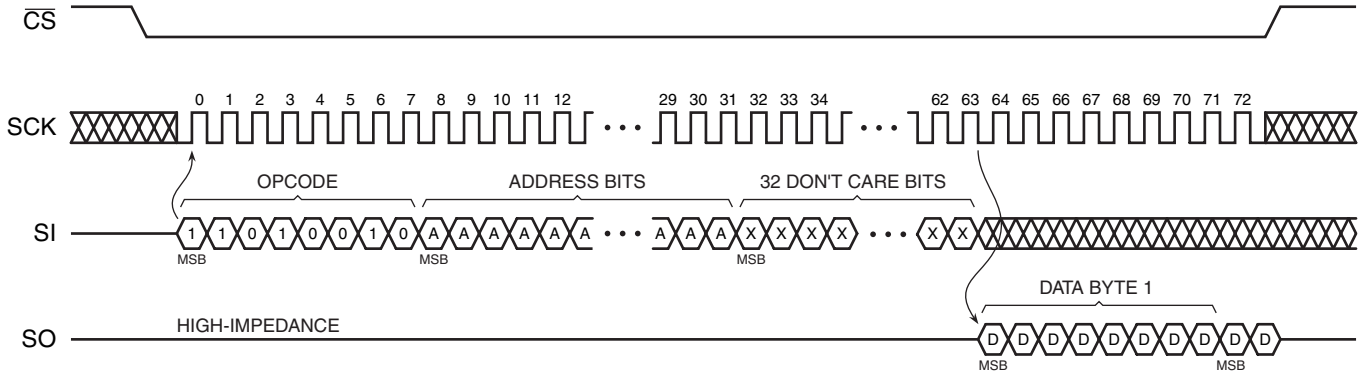 CS
0 1 2 3 4 5 6 7 8 9 10 11 12 29 30 31 32 33 34 62 63 64 65 66 67 68 69 70 71 72
SCK
OPCODE ADDRESS BITS 32 DON'T CARE BITS
SI 1 1 0 1 0 0 1 0 A A A A A A A A A X X X X X X
MSB MSB MSB
DATA BYTE 1
HIGH-IMPEDANCE
SO D D D D D D D D D D
MSB MSB